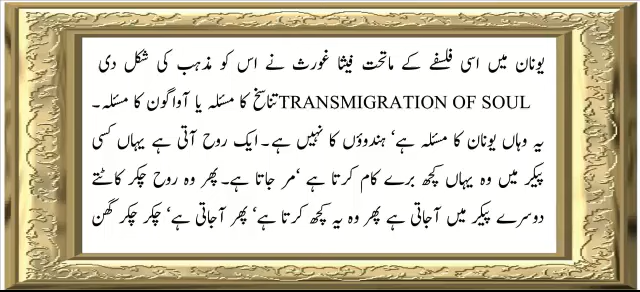 یونان میں اسی فلسفے کے ماتحت فیثا غورث نے اس کو مذہب کی شکل دی
TRANSMIGRATION OF SOUL تناسخ کا مسئلہ یا آواگون کا مسئلہ۔
یہ وہاں یونان کا مسئلہ ہے‘ ہندوؤں کا نہیں ہے۔ ایک روح آتی ہے یہاں کسی
پیکر میں وہ یہاں کچھ برے کام کرتا ہے ‘مر جاتا ہے۔ پھر وہ روح چکر کاٹتے
دوسرے پیکر میں آجاتی ہے پھر وہ یہ کچھ کرتا ہے‘ پھر آجاتی ہے‘ چکر چکر گھن